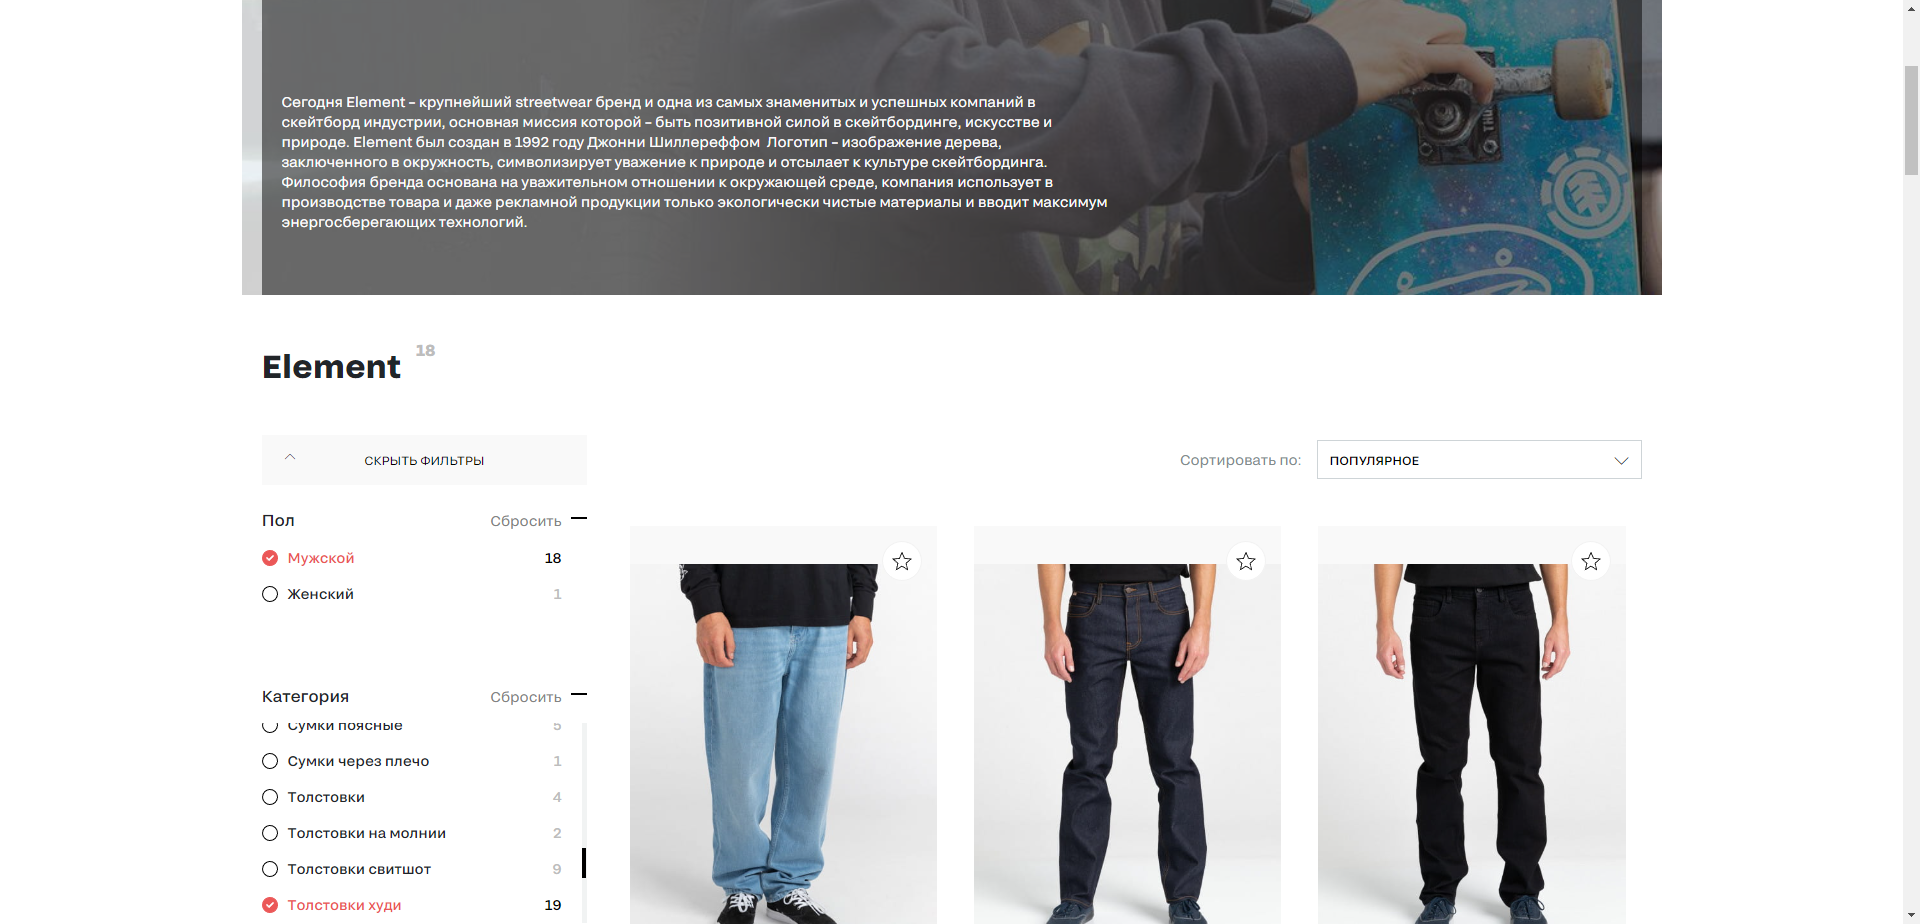 Сегодня Element – крупнейший streetwear бренд и одна из самых знаменитых и успешных компаний в
скейтборд индустрии, основная миссия которой – быть позитивной силой в скейтбординге, искусстве и
природе. Element был создан в 1992 году Джонни Шиллереффом  Логотип – изображение дерева,
заключенного в окружность, символизирует уважение к природе и отсылает к культуре скейтбординга.
Философия бренда основана на уважительном отношении к окружающей среде, компания использует в
производстве товара и даже рекламной продукции только экологически чистые материалы и вводит максимум
энергосберегающих технологий.
Element 18
СКРЫТЬ ФИЛЬТРЫ
Сортировать по: ПОПУЛЯРНОЕ
Пол Сбросить
Мужской 18
Женский 1
Категория Сбросить
Сумки поясные 5
Сумки через плечо 1
Толстовки 4
Толстовки на молнии 2
Толстовки свитшот 9
Толстовки худи 19